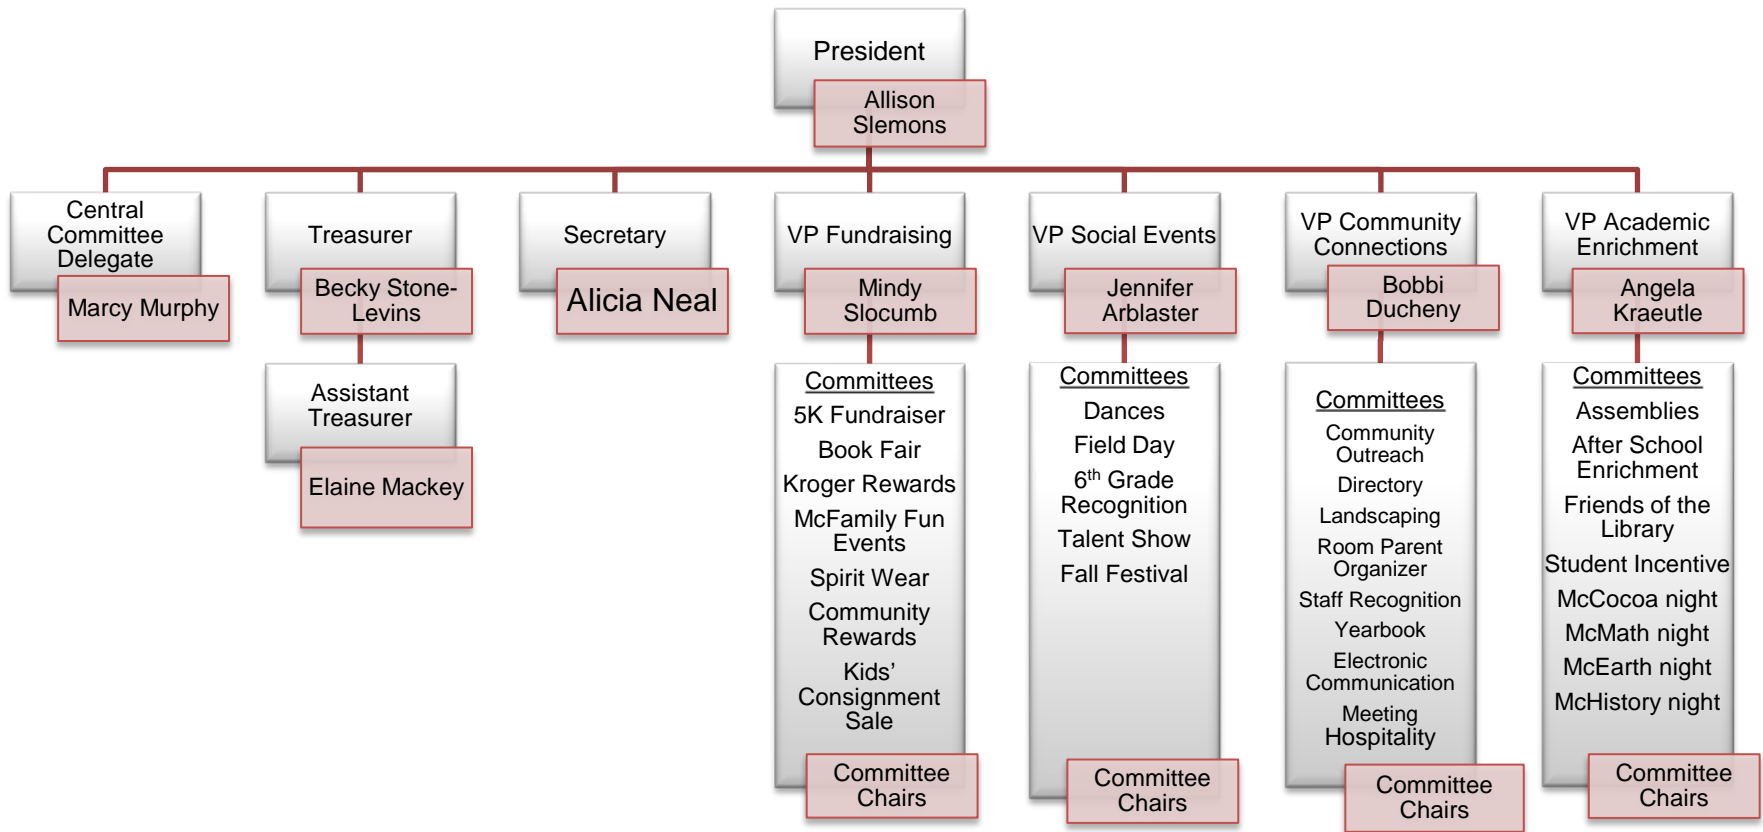 President
Allison
Slemons
Central
Committee
Delegate
Marcy Murphy
Treasurer
Becky Stone-
Levins
Assistant
Treasurer
Elaine Mackey
Secretary
Alicia Neal
VP Fundraising
Mindy
Slocumb
Committees
5K Fundraiser
Book Fair
Kroger Rewards
McFamily Fun
Events
Spirit Wear
Community
Rewards
Kids’
Consignment
Sale
Committee
Chairs
VP Social Events
Jennifer
Arblaster
Committees
Dances
Field Day
6th Grade
Recognition
Talent Show
Fall Festival
Committee
Chairs
VP Community
Connections
Bobbi
Ducheny
Committees
Community
Outreach
Directory
Landscaping
Room Parent
Organizer
Staff Recognition
Yearbook
Electronic
Communication
Meeting
Hospitality
Committee
Chairs
VP Academic
Enrichment
Angela
Kraeutle
Committees
Assemblies
After School
Enrichment
Friends of the
Library
Student Incentive
McCocoa night
McMath night
McEarth night
McHistory night
Committee
Chairs